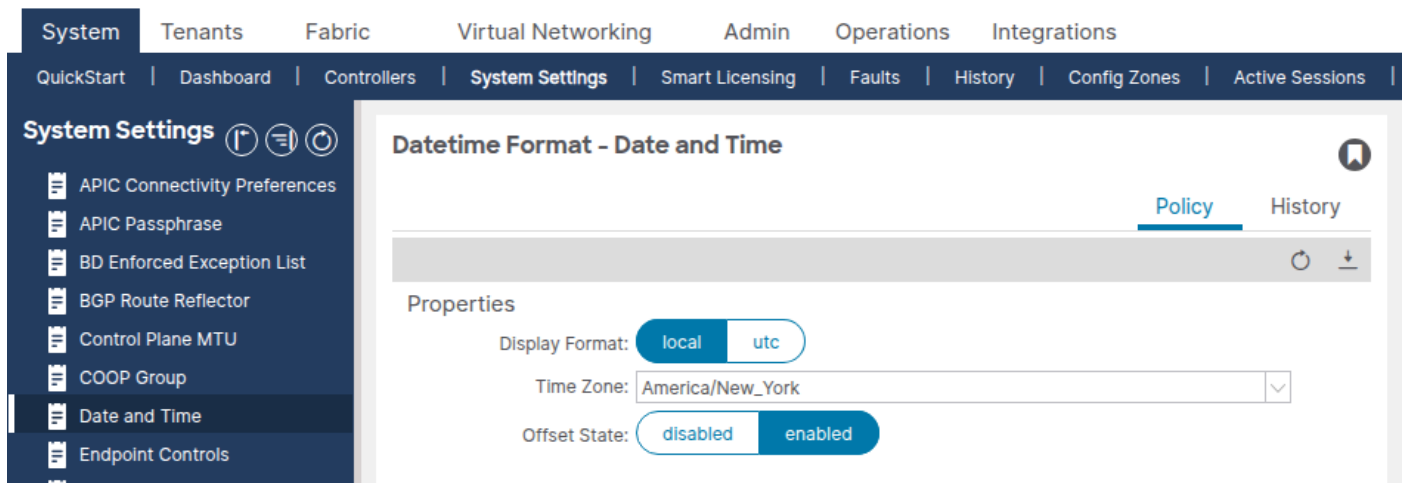 System Tenants Fabric Virtual Networking Admin Operations Integrations
QuickStart | Dashboard | Controllers | System Settings | Smart Licensing | Faults | History | Config Zones | Active Sessions |
System Settings
APIC Connectivity Preferences
APIC Passphrase
BD Enforced Exception List
BGP Route Reflector
Control Plane MTU
COOP Group
Date and Time
Endpoint Controls
Datetime Format - Date and Time
Policy History
Properties
Display Format: local utc
Time Zone: America/New_York
Offset State: disabled enabled